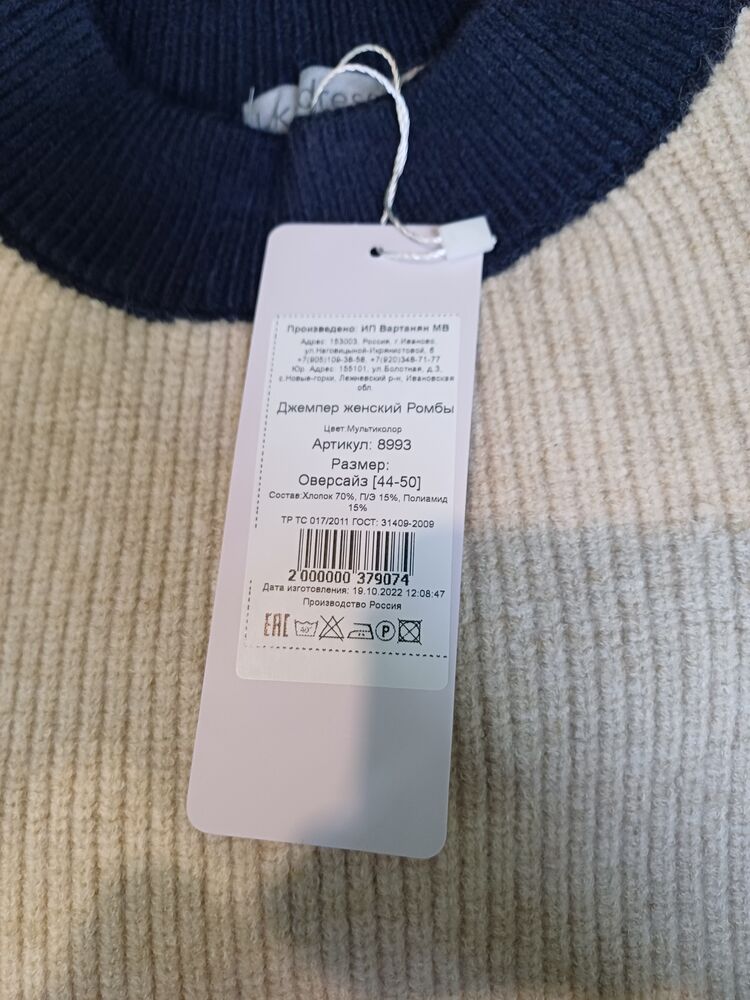 dress
Произведено: ИП Вартанян МВ
Адрес: 153003, Россия, г.Иваново,
ул.Наговицыной-Икрянистовой, 6
+7(905)109-38-58, +7(920)348-71-77
Юр. Адрес: 155101, ул.Болотная, д.3,
с.Новые-горки, Лежневский р-н, Ивановская
обл.
Джемпер женский Ромбы
Цвет:Мультиколор
Артикул: 8993
Размер:
Оверсайз [44-50]
Состав:Хлопок 70%, П/Э 15%, Полиамид
15%
ТР ТС 017/2011 ГОСТ: 31409-2009
2 000000 379074
Дата изготовления: 19.10.2022 12:08:47
Производство Россия
EAC 40° P